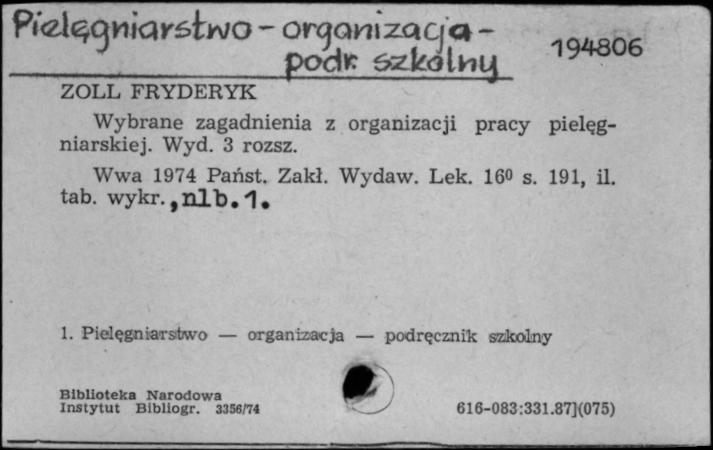 Pielęgniarstwo - organizacja -
podr. szkolny
194806
ZOLL FRYDERYK
Wybrane zagadnienia z organizacji pracy pielęg-
niarskiej. Wyd. 3 rozsz.
Wwa 1974 Państ. Zakł. Wydaw. Lek. 16⁰ s. 191, il.
tab. wykr., nlb. 1.
1. Pielęgniarstwo — organizacja — podręcznik szkolny
Biblioteka Narodowa
Instytut Bibliogr. 3356/74
616-083:331.87](075)